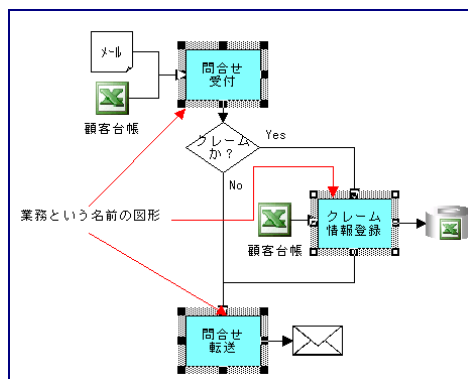 メール
問合せ
受付
顧客台帳
クレーム
か？
Yes
No
業務という名前の図形
クレーム
情報登録
顧客台帳
問合せ
転送